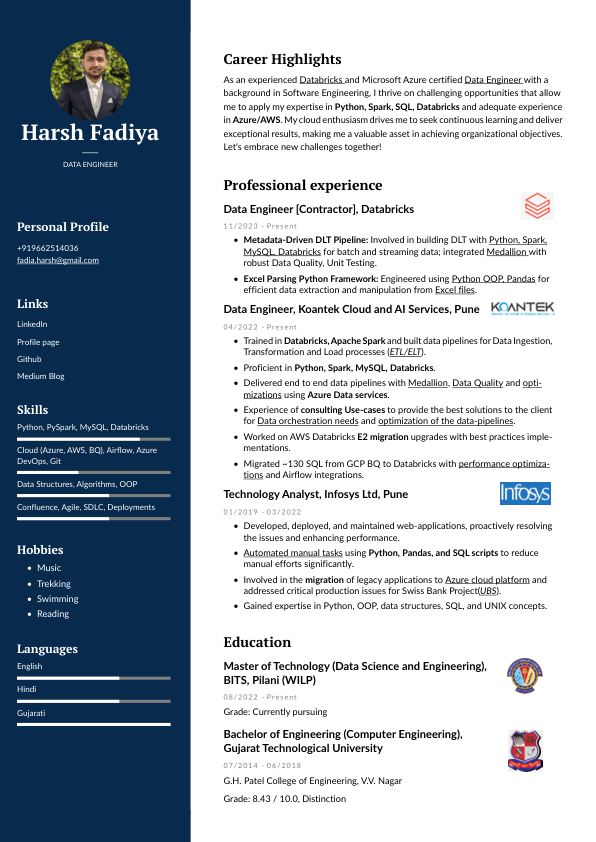 Harsh Fadiya
DATA ENGINEER
Personal Profile
+919662514036
fadia.harsh@gmail.com
Links
LinkedIn
Profile page
Github
Medium Blog
Skills
Python, PySpark, MySQL, Databricks
Cloud (Azure, AWS, BQ), Airflow, Azure
DevOps, Git
Data Structures, Algorithms, OOP
Confluence, Agile, SDLC, Deployments
Hobbies
• Music
• Trekking
• Swimming
• Reading
Languages
English
Hindi
Gujarati
Career Highlights
As an experienced Databricks and Microsoft Azure certified Data Engineer with a
background in Software Engineering, I thrive on challenging opportunities that allow
me to apply my expertise in Python, Spark, SQL, Databricks and adequate experience
in Azure/AWS. My cloud enthusiasm drives me to seek continuous learning and deliver
exceptional results, making me a valuable asset in achieving organizational objectives.
Let's embrace new challenges together!
Professional experience
Data Engineer [Contractor], Databricks
11/2023 - Present
• Metadata-Driven DLT Pipeline: Involved in building DLT with Python, Spark,
MySQL, Databricks for batch and streaming data; integrated Medallion with
robust Data Quality, Unit Testing.
• Excel Parsing Python Framework: Engineered using Python OOP, Pandas for
efficient data extraction and manipulation from Excel files.
Data Engineer, Koantek Cloud and AI Services, Pune
KOANTEK
04/2022 - Present
• Trained in Databricks, Apache Spark and built data pipelines for Data Ingestion,
Transformation and Load processes (ETL/ELT).
• Proficient in Python, Spark, MySQL, Databricks.
• Delivered end to end data pipelines with Medallion, Data Quality and opti-
mizations using Azure Data services.
• Experience of consulting Use-cases to provide the best solutions to the client
for Data orchestration needs and optimization of the data-pipelines.
• Worked on AWS Databricks E2 migration upgrades with best practices imple-
mentations.
• Migrated ~130 SQL from GCP BQ to Databricks with performance optimiza-
tions and Airflow integrations.
Technology Analyst, Infosys Ltd, Pune
Infosys
01/2019 - 03/2022
• Developed, deployed, and maintained web-applications, proactively resolving
the issues and enhancing performance.
• Automated manual tasks using Python, Pandas, and SQL scripts to reduce
manual efforts significantly.
• Involved in the migration of legacy applications to Azure cloud platform and
addressed critical production issues for Swiss Bank Project(UBS).
• Gained expertise in Python, OOP, data structures, SQL, and UNIX concepts.
Education
Master of Technology (Data Science and Engineering),
BITS, Pilani (WILP)
08/2022 - Present
Grade: Currently pursuing
Bachelor of Engineering (Computer Engineering),
Gujarat Technological University
07/2014 - 06/2018
G.H. Patel College of Engineering, V.V. Nagar
Grade: 8.43 / 10.0, Distinction